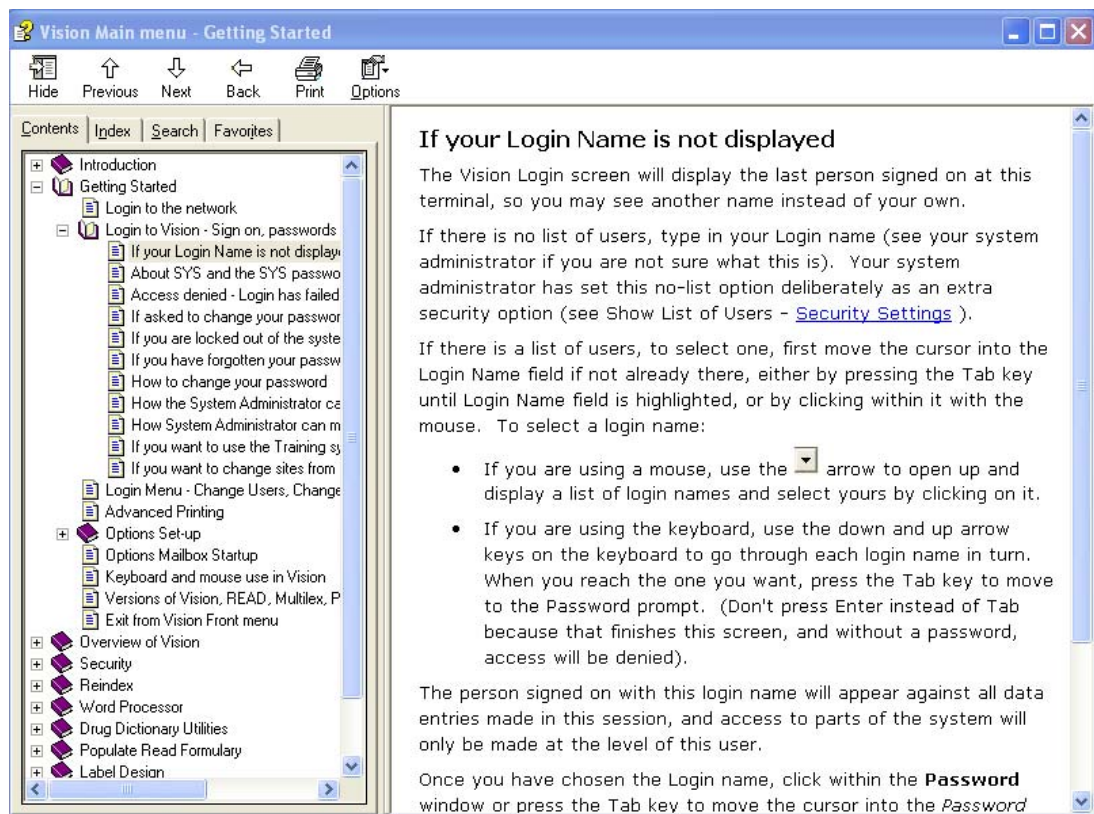 Vision Main menu - Getting Started
Hide Previous Next Back Print Options
Contents Index Search Favorites
Introduction
Getting Started
Login to the network
Login to Vision - Sign on, passwords
If your Login Name is not displaye
About SYS and the SYS passwo
Access denied - Login has failed
If asked to change your passwor
If you are locked out of the syste
If you have forgotten your passw
How to change your password
How the System Administrator ca
How System Administrator can m
If you want to use the Training sy
If you want to change sites from
Login Menu - Change Users, Change
Advanced Printing
Options Set-up
Options Mailbox Startup
Keyboard and mouse use in Vision
Versions of Vision, READ, Multilex, P
Exit from Vision Front menu
Overview of Vision
Security
Reindex
Word Processor
Drug Dictionary Utilities
Populate Read Formulary
Label Design
If your Login Name is not displayed
The Vision Login screen will display the last person signed on at this
terminal, so you may see another name instead of your own.
If there is no list of users, type in your Login name (see your system
administrator if you are not sure what this is). Your system
administrator has set this no-list option deliberately as an extra
security option (see Show List of Users - Security Settings ).
If there is a list of users, to select one, first move the cursor into the
Login Name field if not already there, either by pressing the Tab key
until Login Name field is highlighted, or by clicking within it with the
mouse. To select a login name:
• If you are using a mouse, use the arrow to open up and
display a list of login names and select yours by clicking on it.
• If you are using the keyboard, use the down and up arrow
keys on the keyboard to go through each login name in turn.
When you reach the one you want, press the Tab key to move
to the Password prompt. (Don't press Enter instead of Tab
because that finishes this screen, and without a password,
access will be denied).
The person signed on with this login name will appear against all data
entries made in this session, and access to parts of the system will
only be made at the level of this user.
Once you have chosen the Login name, click within the Password
window or press the Tab key to move the cursor into the Password